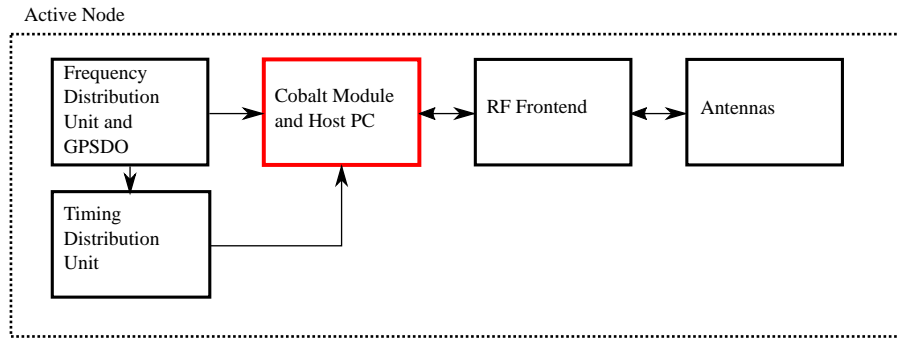 Active Node
Frequency
Distribution
Unit and
GPSDO
Cobalt Module
and Host PC
RF Frontend
Antennas
Timing
Distribution
Unit